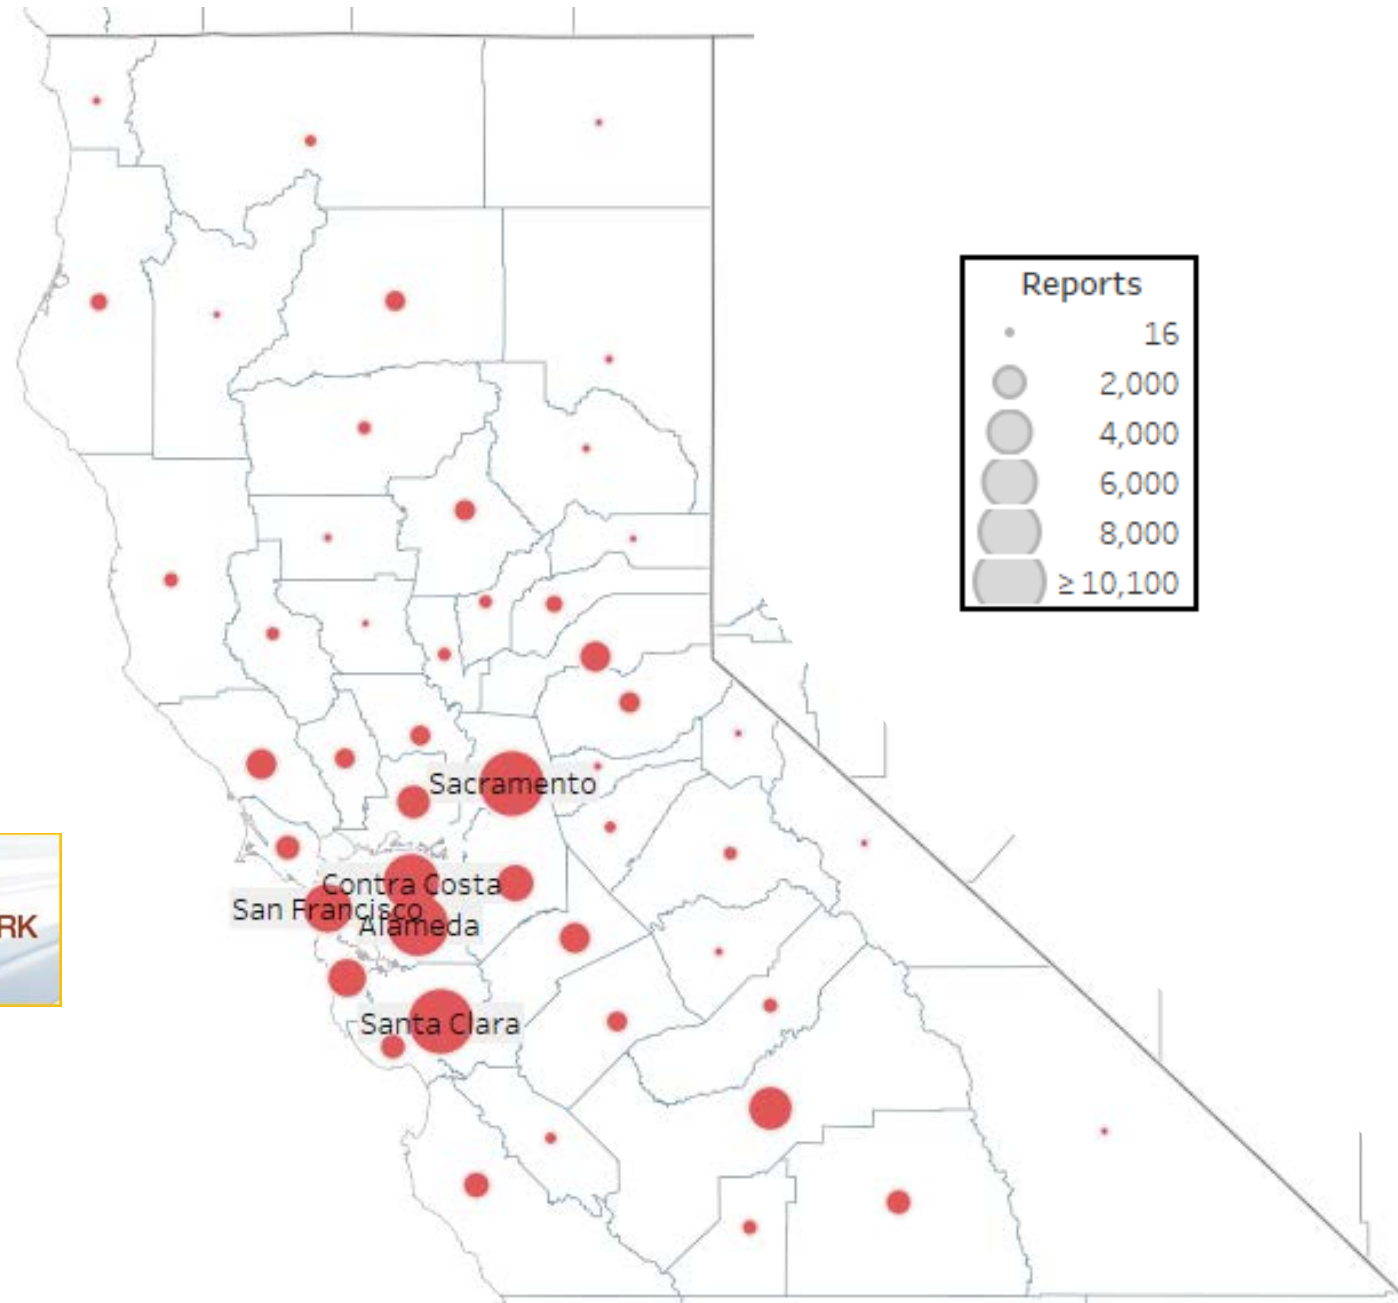 Reports
16
2,000
4,000
6,000
8,000
≥ 10,100
Sacramento
Contra Costa
San Francisco
Alameda
RK
Santa Clara